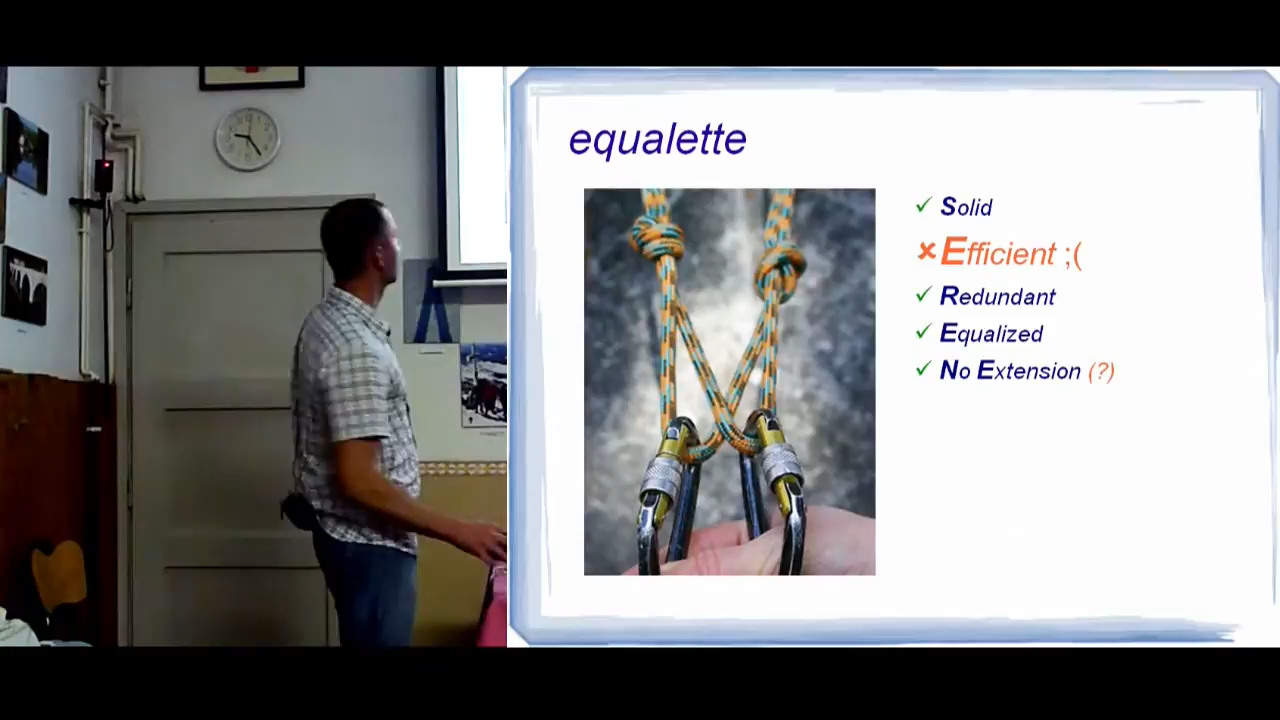 equalette
✓ Solid
× Efficient ;(
✓ Redundant
✓ Equalized
✓ No Extension (?)